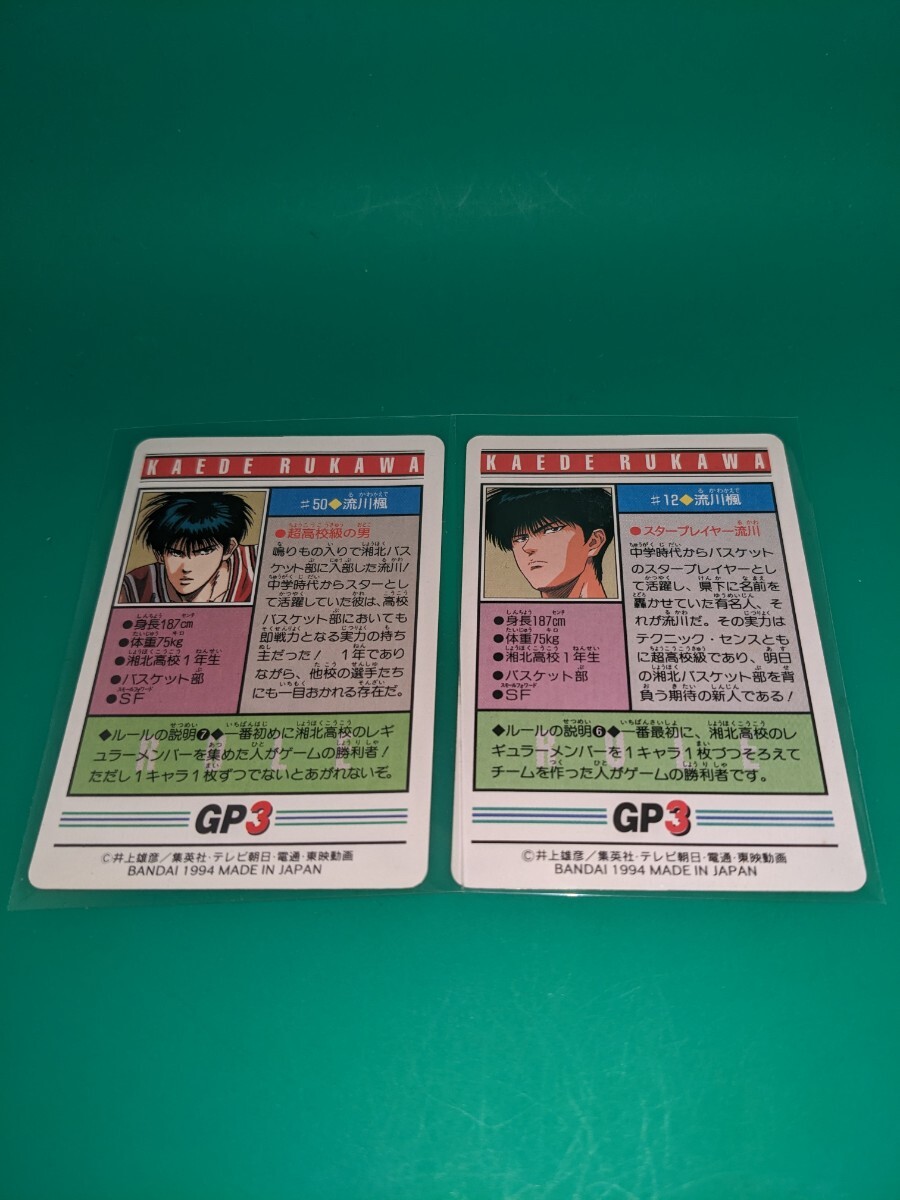 KAEDE RUKAWA
♯50◆流川楓
●超高校級の男
鳴りもの入りで湘北バス
ケット部に入部した流川!
中学時代からスターとし
て活躍していた彼は、高校
バスケット部においても
即戦力となる実力の持ち
主だった! 1年であり
ながら、他校の選手たち
にも一目おかれる存在だ。
●身長187cm
●体重75kg
●湘北高校1年生
●バスケット部
●SF
◆ルールの説明❼◆一番初めに湘北高校のレギ
ュラーメンバーを集めた人がゲームの勝利者!
ただし1キャラ1枚ずつでないとあがれないぞ。
RULE
GP3
©井上雄彦/集英社・テレビ朝日・電通・東映動画
BANDAI 1994 MADE IN JAPAN
KAEDE RUKAWA
♯12◆流川楓
●スタープレイヤー流川
中学時代からバスケット
のスタープレイヤーとし
て活躍し、県下に名前を
轟かせていた有名人、そ
れが流川だ。その実力は
テクニック・センスとも
に超高校級であり、明日
の湘北バスケット部を背
負う期待の新人である!
●身長187cm
●体重75kg
●湘北高校1年生
●バスケット部
●SF
◆ルールの説明❻◆一番最初に、湘北高校のレ
ギュラーメンバーを1キャラ1枚づつそろえて
チームを作った人がゲームの勝利者です。
RULE
GP3
©井上雄彦/集英社・テレビ朝日・電通・東映動画
BANDAI 1994 MADE IN JAPAN